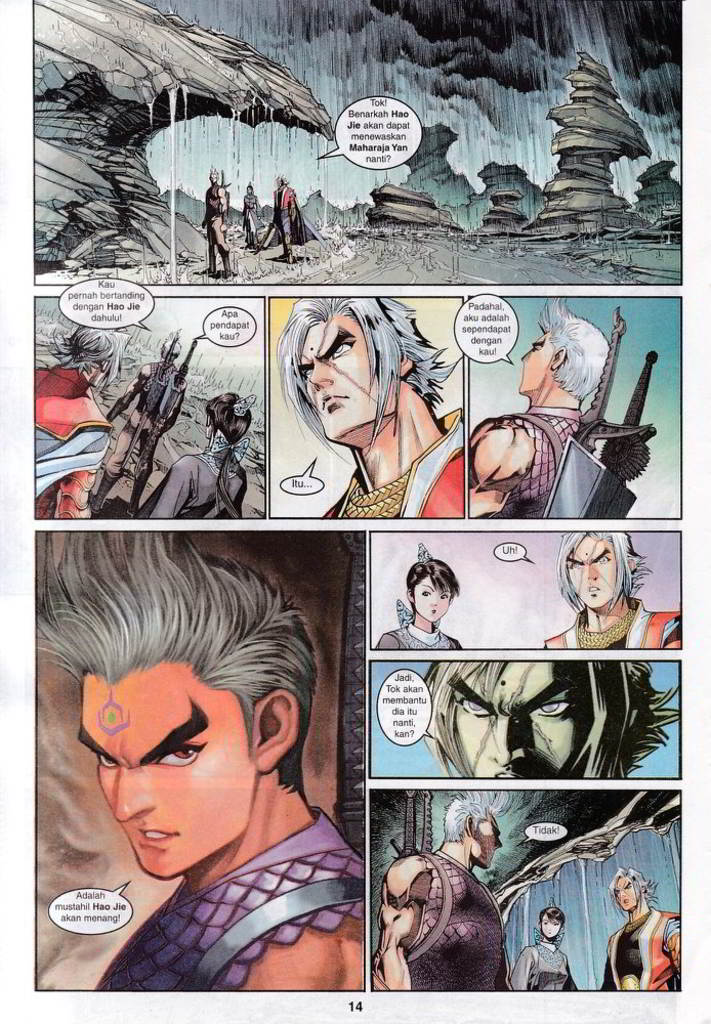 Tok!
Benarkah Hao
Jie akan dapat
menewaskan
Maharaja Yan
nanti?
Kau
pernah bertanding
dengan Hao Jie
dahulu!
Apa
pendapat
kau?
Itu...
Padahal,
aku adalah
sependapat
dengan
kau!
Adalah
mustahil Hao Jie
akan menang!
Uh!
Jadi,
Tok akan
membantu
dia itu
nanti,
kan?
Tidak!
14